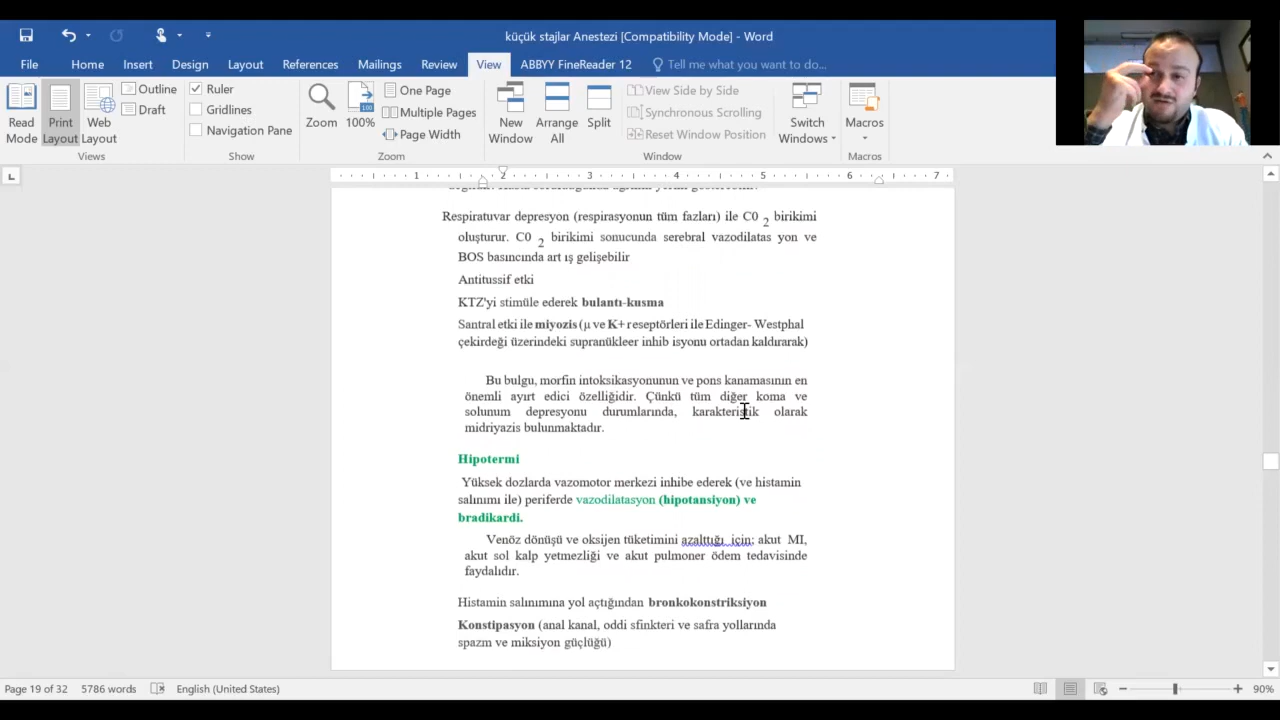 küçük stajlar Anestezi [Compatibility Mode] - Word
File Home Insert Design Layout References Mailings Review View ABBYY FineReader 12 Tell me what you want to do...
Read Mode
Print Layout
Web Layout
Outline
Draft
Views
Ruler
Gridlines
Navigation Pane
Show
Zoom
100%
One Page
Multiple Pages
Page Width
Zoom
New Window
Arrange All
Split
View Side by Side
Synchronous Scrolling
Reset Window Position
Window
Switch Windows
Macros
Macros
1 2 3 4 5 6 7
Respiratuvar depresyon (respirasyonun tüm fazları) ile C0 2 birikimi
oluşturur. C0 2 birikimi sonucunda serebral vazodilatas yon ve
BOS basıncında art ış gelişebilir
Antitussif etki
KTZ'yi stimüle ederek bulantı-kusma
Santral etki ile miyozis (µ ve K+ reseptörleri ile Edinger- Westphal
çekirdeği üzerindeki supranükleer inhib isyonu ortadan kaldırarak)
Bu bulgu, morfin intoksikasyonunun ve pons kanamasının en
önemli ayırt edici özelliğidir. Çünkü tüm diğer koma ve
solunum depresyonu durumlarında, karakteristik olarak
midriyazis bulunmaktadır.
Hipotermi
Yüksek dozlarda vazomotor merkezi inhibe ederek (ve histamin
salınımı ile) periferde vazodilatasyon (hipotansiyon) ve
bradikardi.
Venöz dönüşü ve oksijen tüketimini azalttığı için; akut MI,
akut sol kalp yetmezliği ve akut pulmoner ödem tedavisinde
faydalıdır.
Histamin salınımına yol açtığından bronkokonstriksiyon
Konstipasyon (anal kanal, oddi sfinkteri ve safra yollarında
spazm ve miksiyon güçlüğü)
Page 19 of 32 5786 words English (United States) 90%